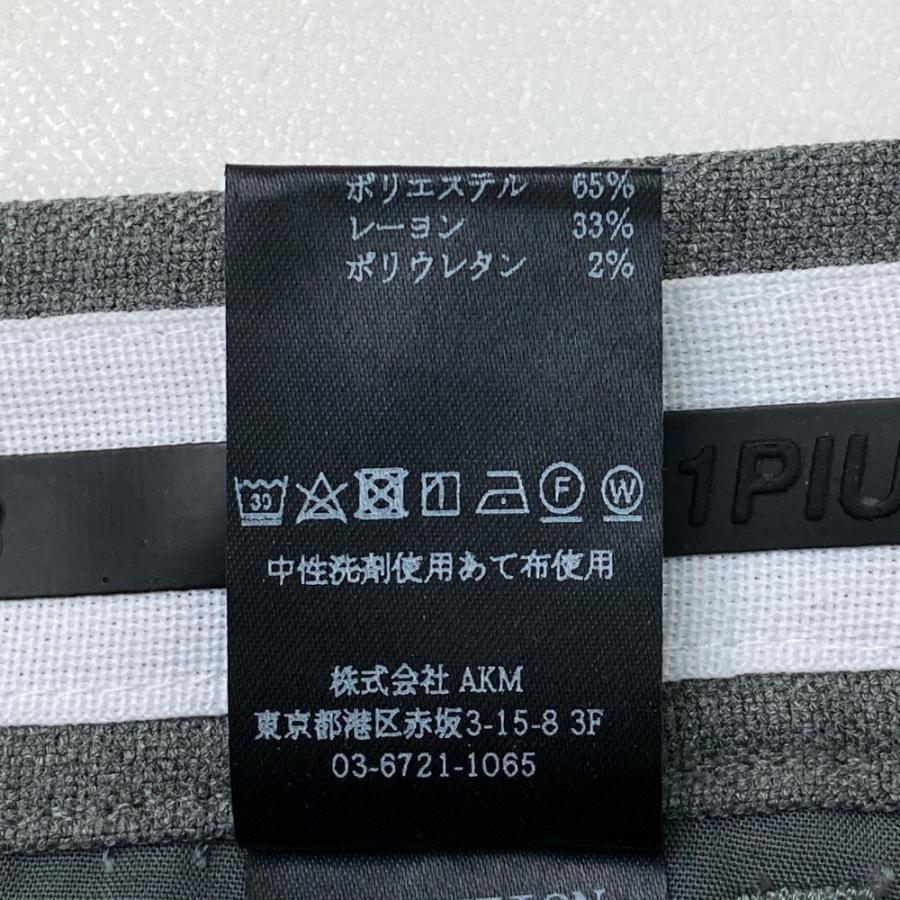 ポリエステル 65%
レーヨン 33%
ポリウレタン 2%
30
F
W
1PIU
中性洗剤使用あて布使用
株式会社 AKM
東京都港区赤坂3-15-8 3F
03-6721-1065